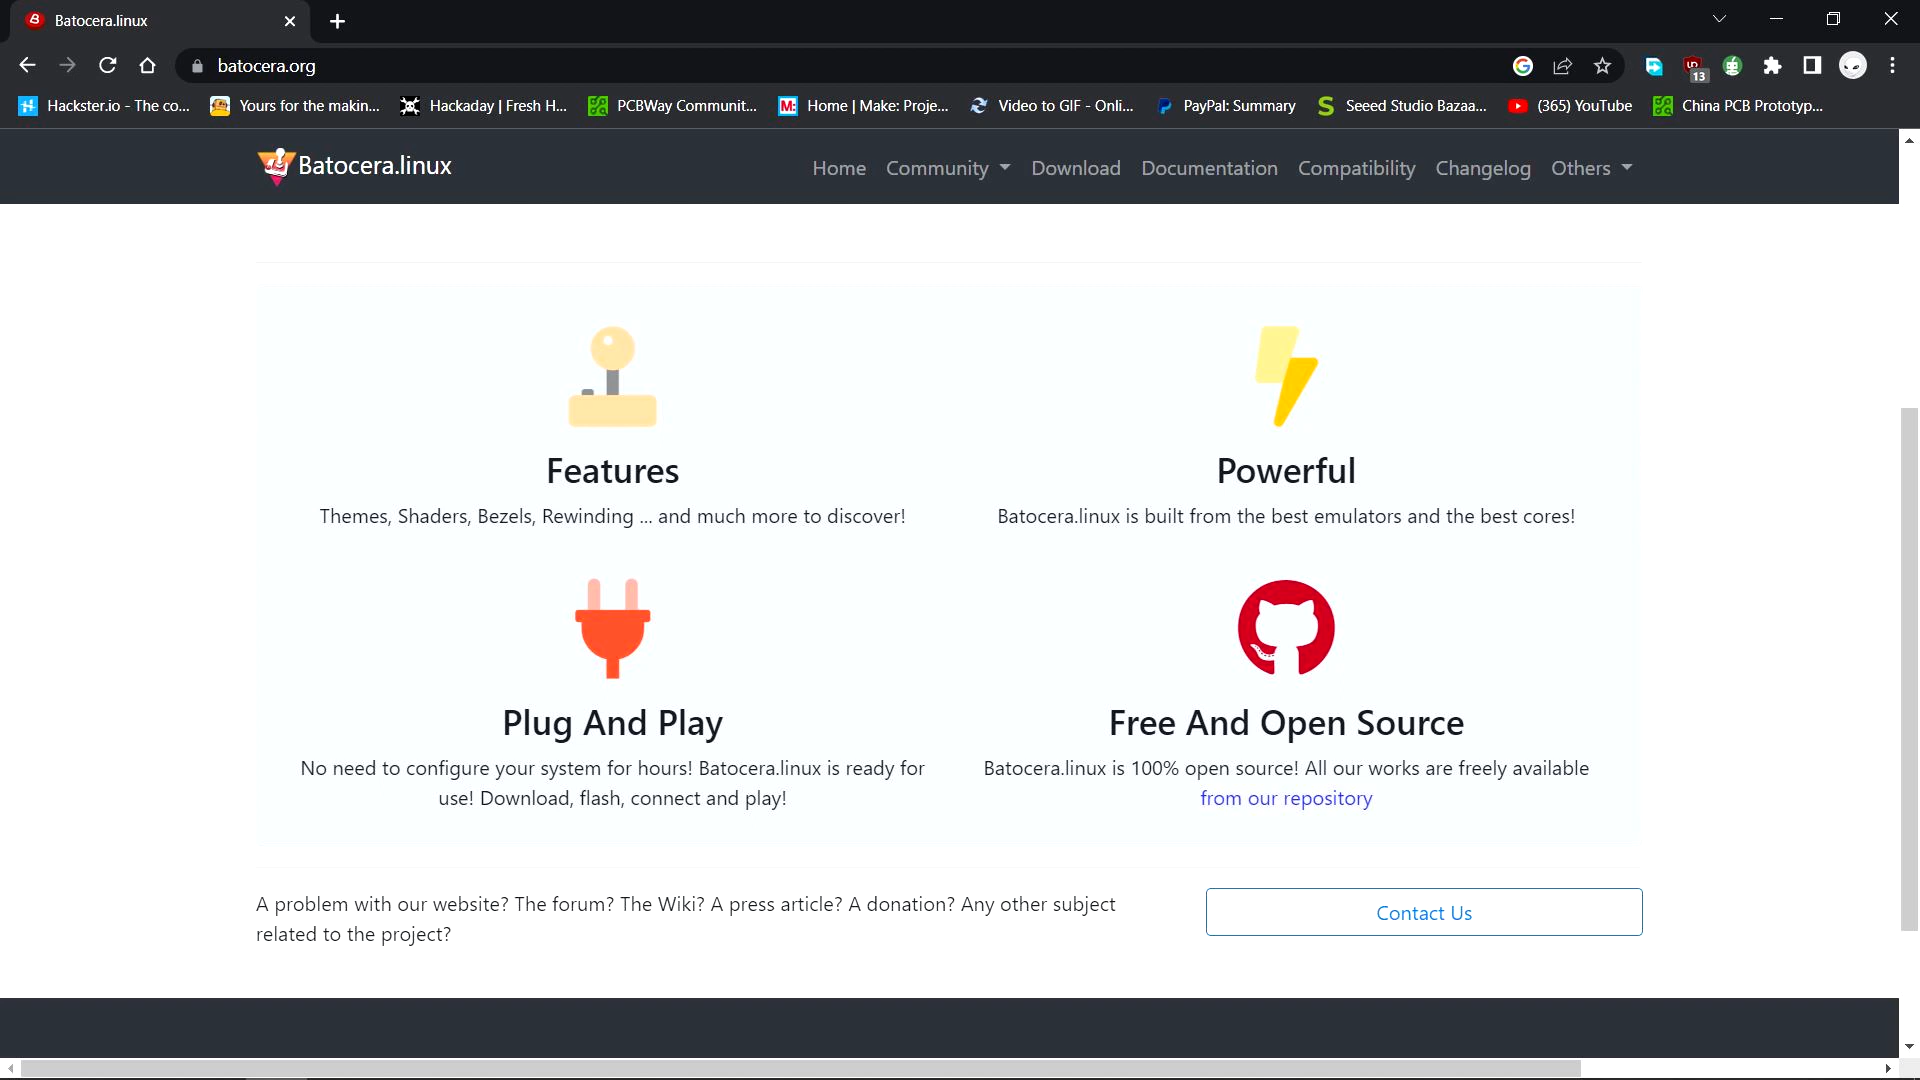 Batocera.linux
batocera.org
13
Hackster.io - The co...
Yours for the makin...
Hackaday | Fresh H...
PCBWay Communit...
M: Home | Make: Proje...
Video to GIF - Onli...
PayPal: Summary
Seeed Studio Bazaa...
(365) YouTube
China PCB Prototyp...
Batocera.linux
Home Community Download Documentation Compatibility Changelog Others
Features
Themes, Shaders, Bezels, Rewinding ... and much more to discover!
Powerful
Batocera.linux is built from the best emulators and the best cores!
Plug And Play
No need to configure your system for hours! Batocera.linux is ready for
use! Download, flash, connect and play!
Free And Open Source
Batocera.linux is 100% open source! All our works are freely available
from our repository
A problem with our website? The forum? The Wiki? A press article? A donation? Any other subject
related to the project?
Contact Us